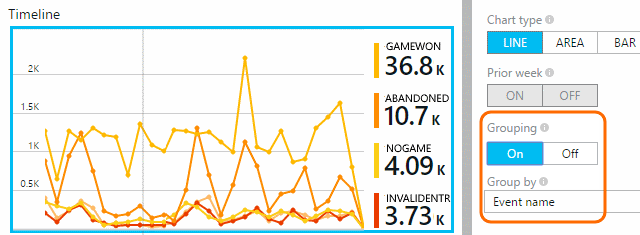 Timeline
2K
1.5K
1K
0.5K
GAMEWON
36.8 K
ABANDONED
10.7 K
NOGAME
4.09 K
INVALIDENTR
3.73 K
Chart type
LINE AREA BAR
Prior week
ON OFF
Grouping
On Off
Group by
Event name